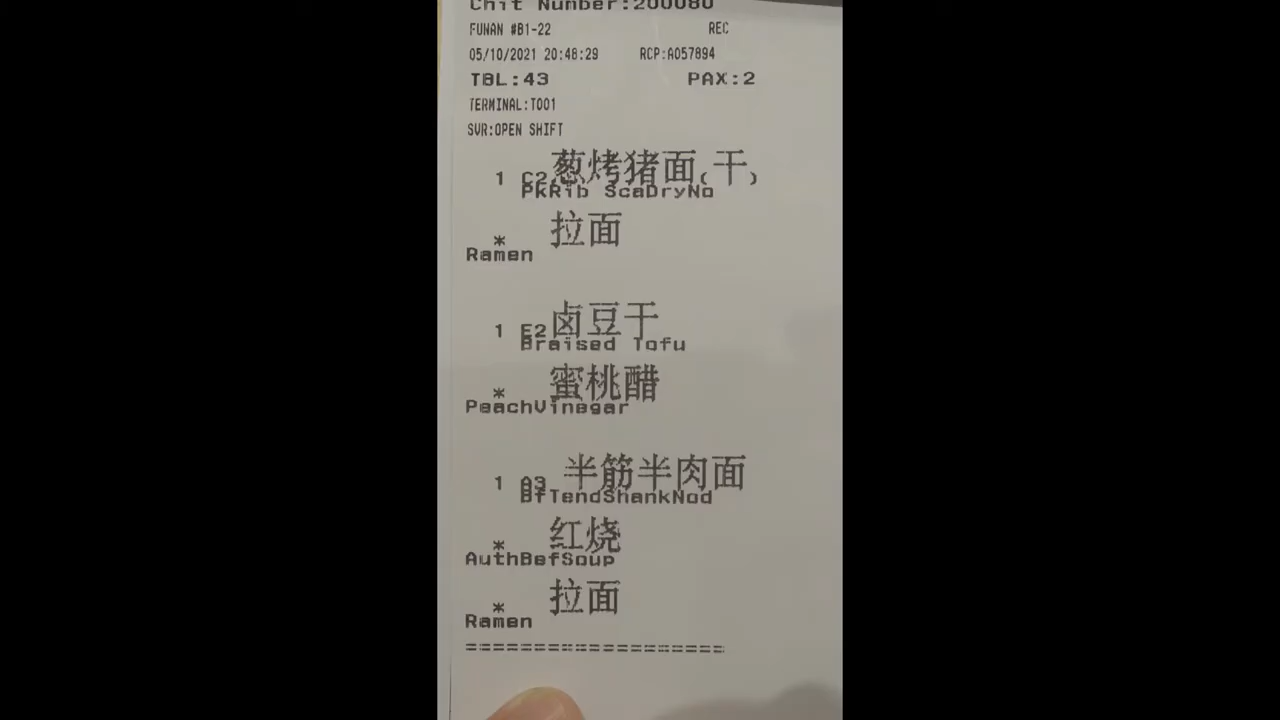 Chit Number:200080
FUNAN #B1-22 REC
05/10/2021 20:48:29 RCP:A057894
TBL:43 PAX:2
TERMINAL:T001
SVR:OPEN SHIFT
1 C2 葱烤猪面(干)
PkRib ScaDryNo
* 拉面
Ramen
1 E2 卤豆干
Braised Tofu
* 蜜桃醋
PeachVinegar
1 A3 半筋半肉面
BfTendShankNod
* 红烧
AuthBefSoup
* 拉面
Ramen
===================